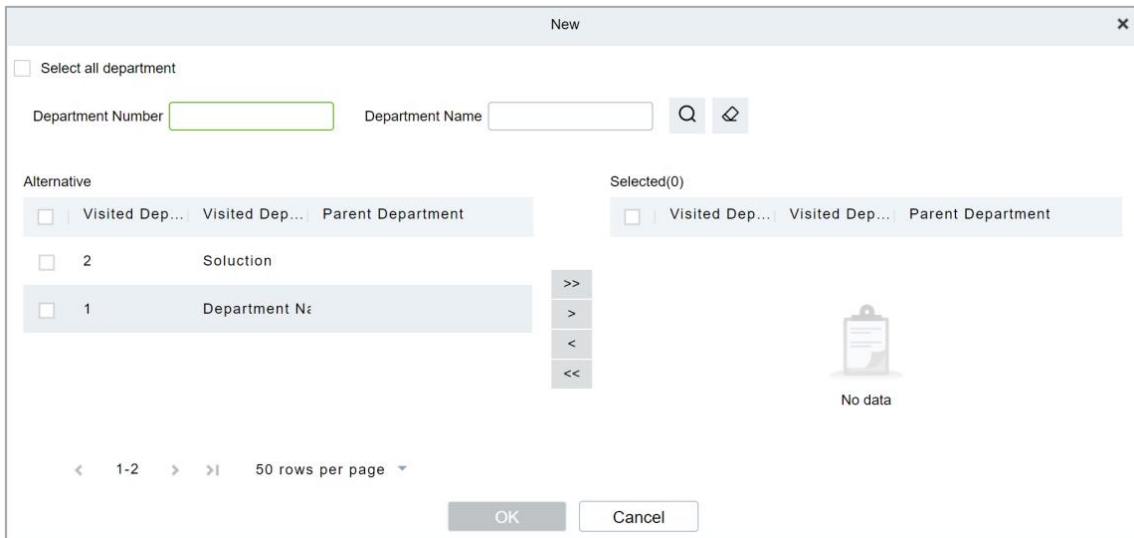 New
Select all department
Department Number
Department Name
Alternative
Selected(0)
Visited Dep... Visited Dep... Parent Department
Visited Dep... Visited Dep... Parent Department
2 Soluction
1 Department Na
>>
>
<
<<
No data
< 1-2 > >| 50 rows per page
OK Cancel